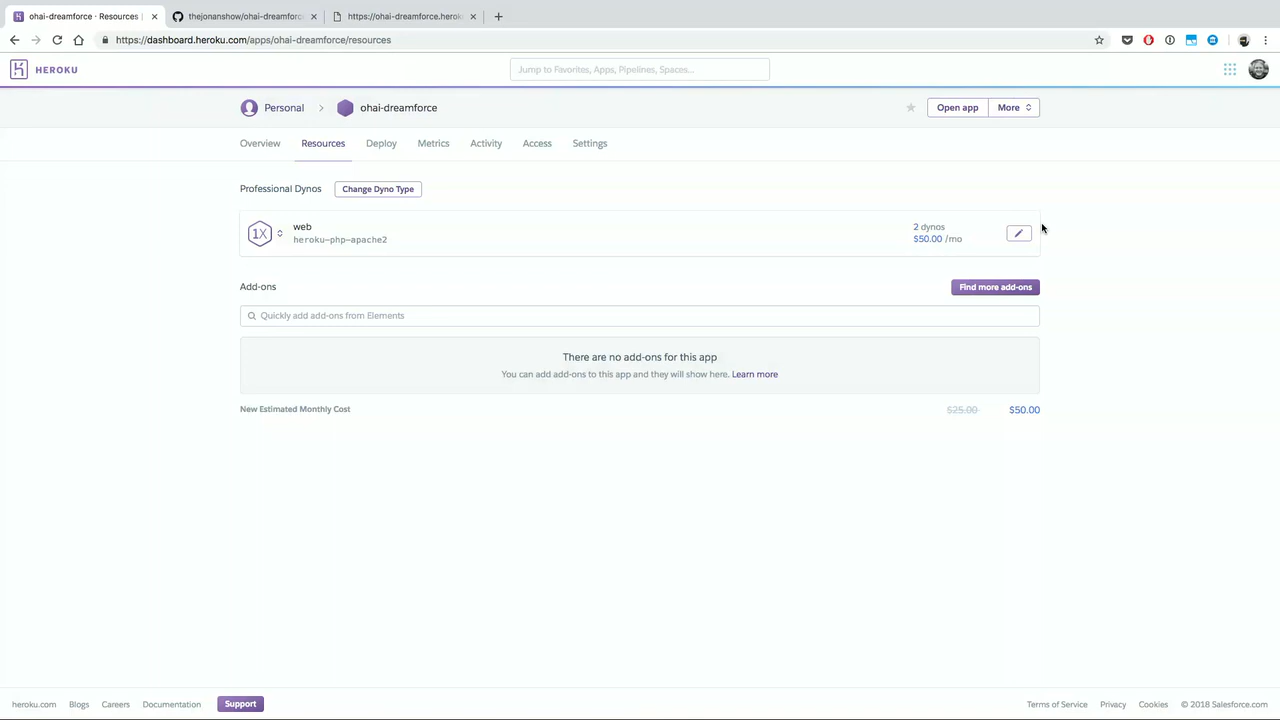 ohai-dreamforce · Resources |
thejonanshow/ohai-dreamforce
https://ohai-dreamforce.heroku
https://dashboard.heroku.com/apps/ohai-dreamforce/resources
HEROKU
Jump to Favorites, Apps, Pipelines, Spaces...
Personal > ohai-dreamforce
Open app More
Overview Resources Deploy Metrics Activity Access Settings
Professional Dynos Change Dyno Type
1X
web
heroku-php-apache2
2 dynos
$50.00 /mo
Add-ons
Find more add-ons
Quickly add add-ons from Elements
There are no add-ons for this app
You can add add-ons to this app and they will show here. Learn more
New Estimated Monthly Cost $25.00 $50.00
heroku.com Blogs Careers Documentation Support
Terms of Service Privacy Cookies © 2018 Salesforce.com